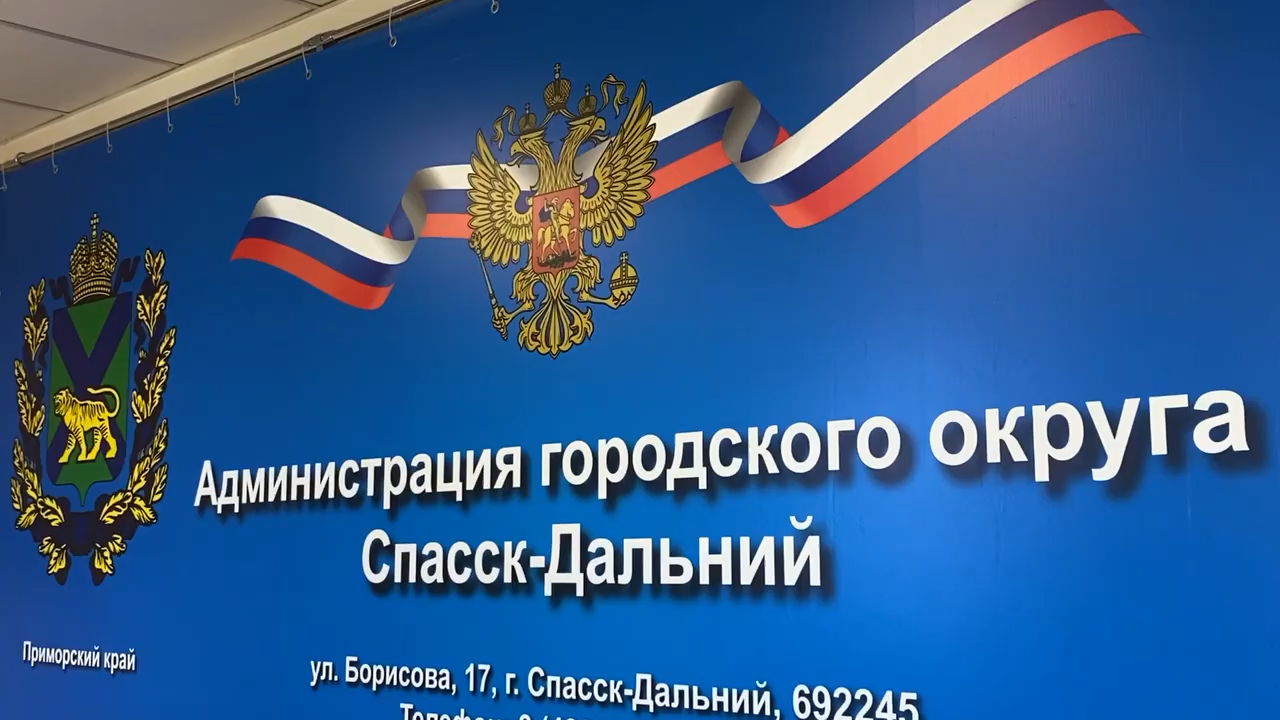 Администрация городского округа
Спасск-Дальний
Приморский край
ул. Борисова, 17, г. Спасск-Дальний, 692245